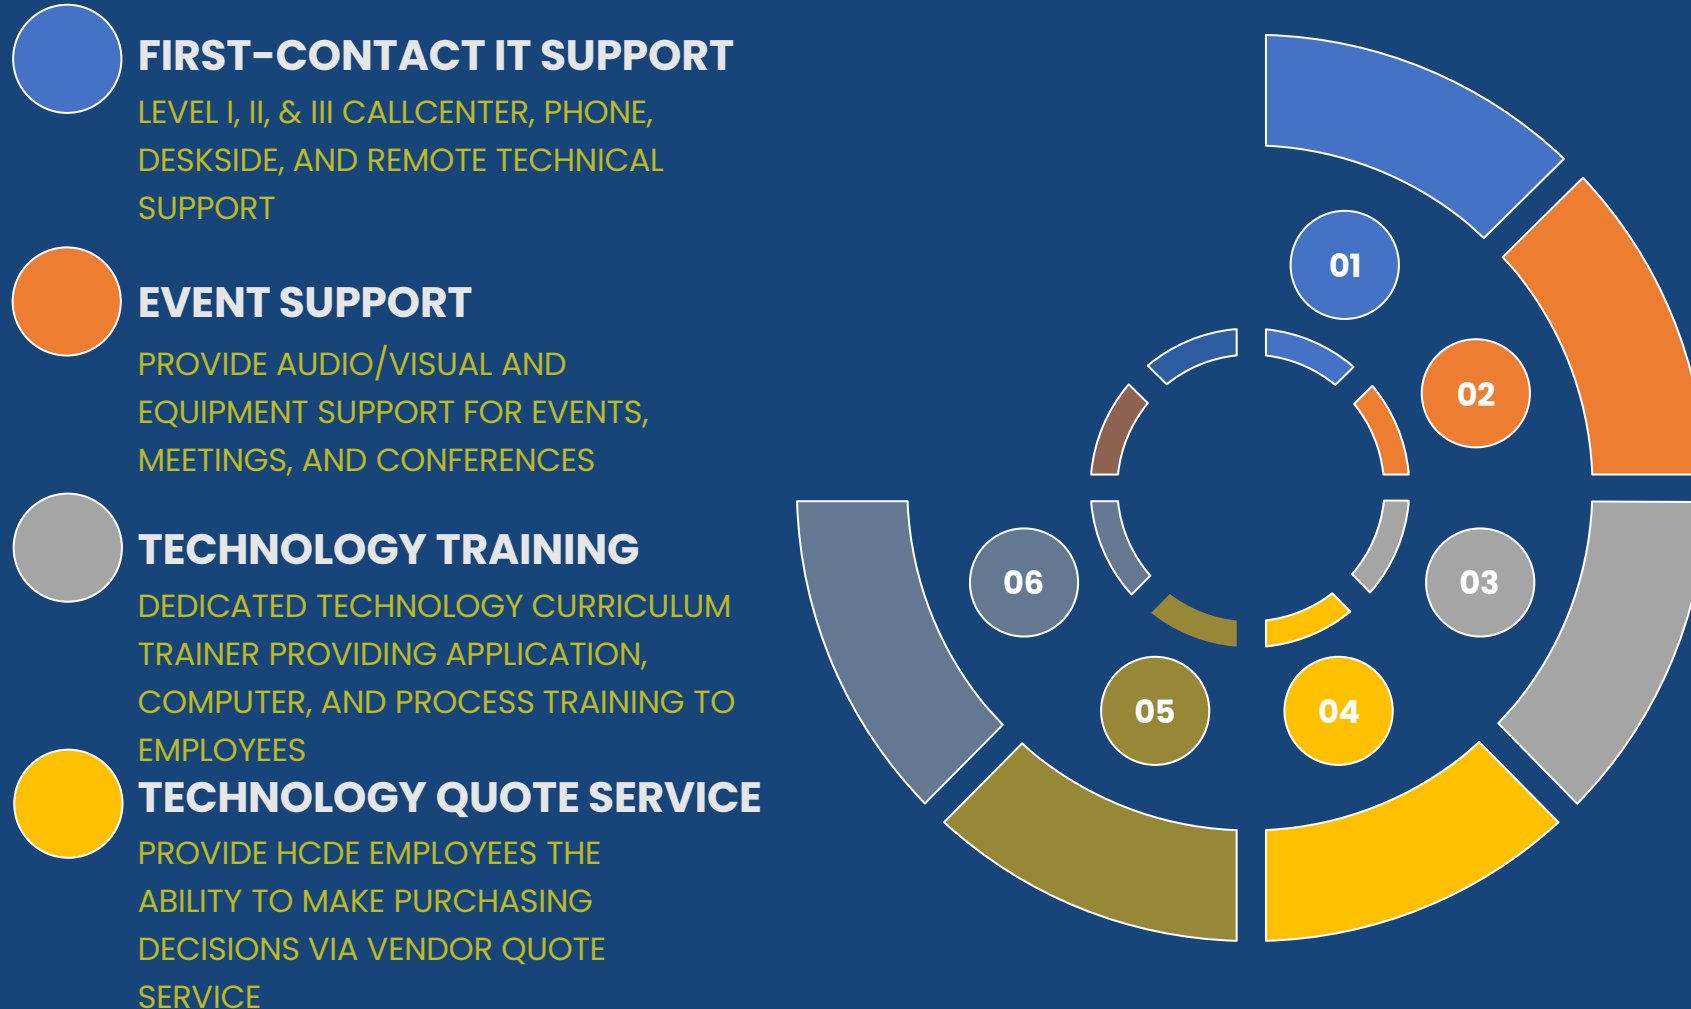 FIRST-CONTACT IT SUPPORT
LEVEL I, II, & III CALLCENTER, PHONE,
DESKSIDE, AND REMOTE TECHNICAL
SUPPORT
EVENT SUPPORT
PROVIDE AUDIO/VISUAL AND
EQUIPMENT SUPPORT FOR EVENTS,
MEETINGS, AND CONFERENCES
TECHNOLOGY TRAINING
DEDICATED TECHNOLOGY CURRICULUM
TRAINER PROVIDING APPLICATION,
COMPUTER, AND PROCESS TRAINING TO
EMPLOYEES
TECHNOLOGY QUOTE SERVICE
PROVIDE HCDE EMPLOYEES THE
ABILITY TO MAKE PURCHASING
DECISIONS VIA VENDOR QUOTE
SERVICE
01
02
03
04
05
06